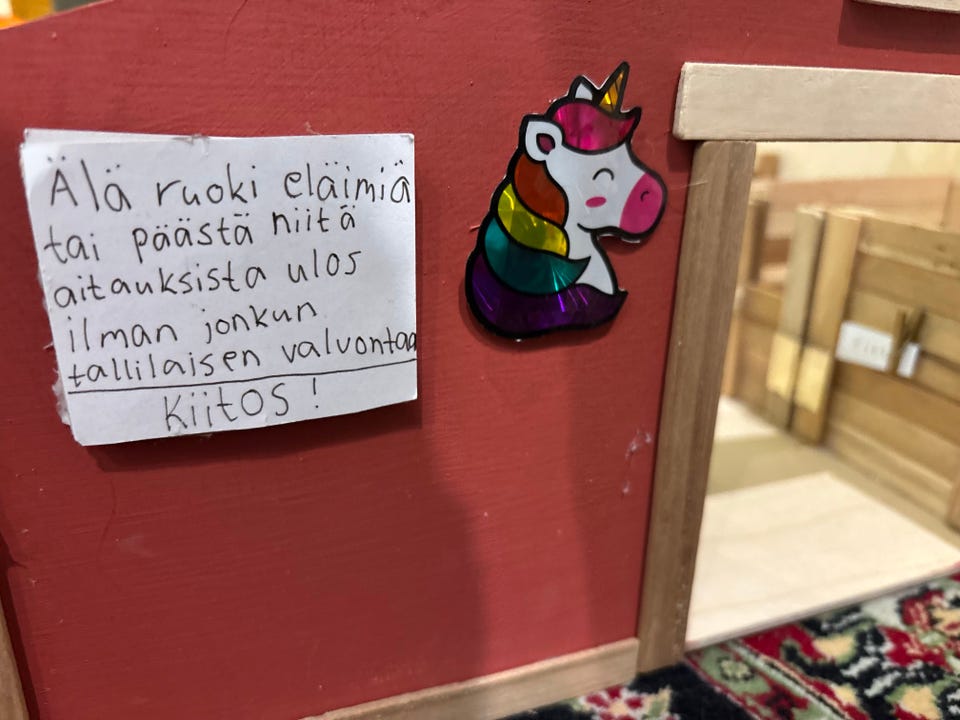 Älä ruoki eläimiä
tai päästä niitä
aitauksista ulos
ilman jonkun
tallilaisen valvontaa
Kiitos!